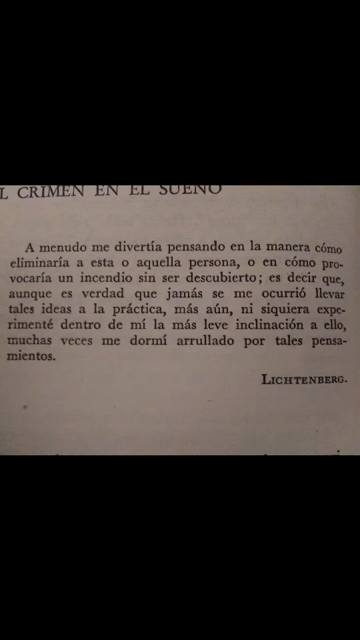 L CRIMEN EN EL SUEÑO
A menudo me divertía pensando en la manera cómo
eliminaría a esta o aquella persona, o en cómo pro-
vocaría un incendio sin ser descubierto; es decir que,
aunque es verdad que jamás se me ocurrió llevar
tales ideas a la práctica, más aún, ni siquiera expe-
rimenté dentro de mí la más leve inclinación a ello,
muchas veces me dormí arrullado por tales pensa-
mientos.
LICHTENBERG.